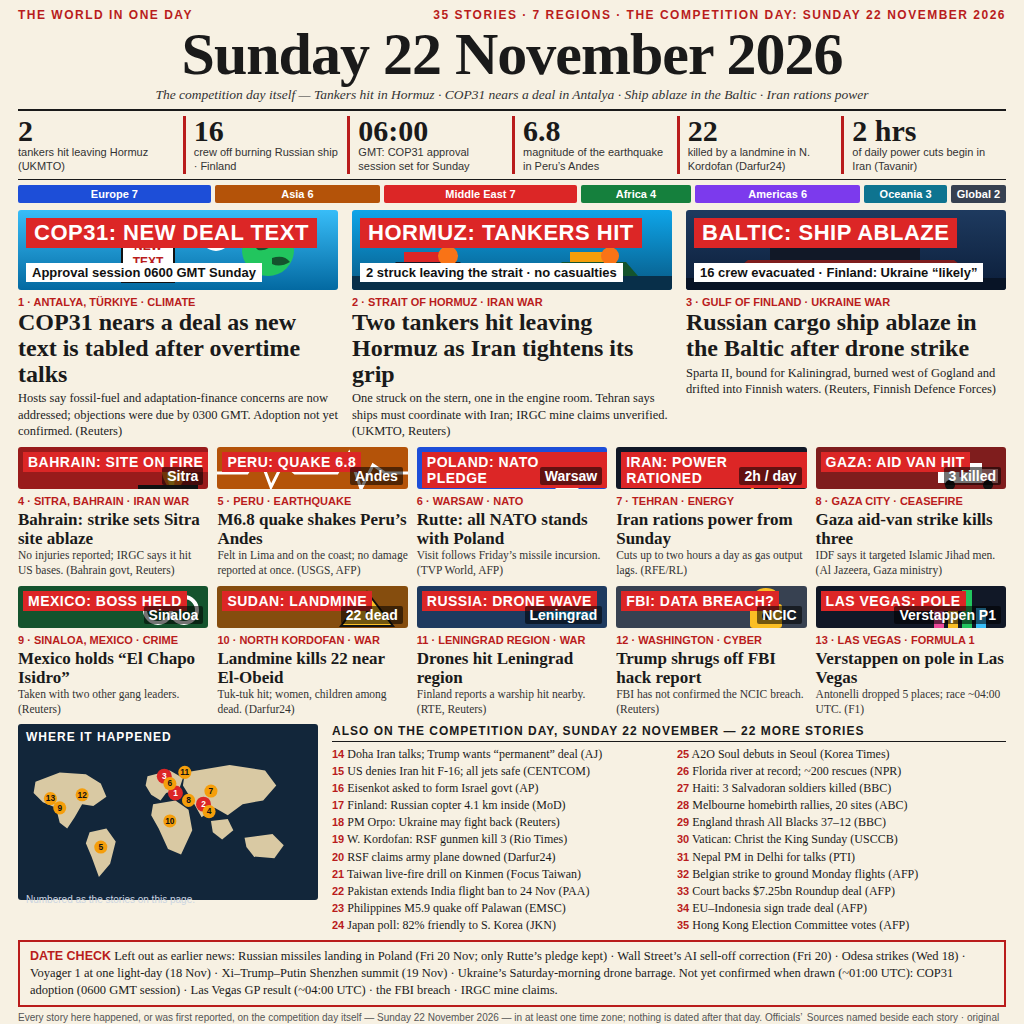 THE WORLD IN ONE DAY
35 STORIES · 7 REGIONS · THE COMPETITION DAY: SUNDAY 22 NOVEMBER 2026
Sunday 22 November 2026
The competition day itself — Tankers hit in Hormuz · COP31 nears a deal in Antalya · Ship ablaze in the Baltic · Iran rations power
2
tankers hit leaving Hormuz
(UKMTO)
16
crew off burning Russian ship
· Finland
06:00
GMT: COP31 approval
session set for Sunday
6.8
magnitude of the earthquake
in Peru’s Andes
22
killed by a landmine in N.
Kordofan (Darfur24)
2 hrs
of daily power cuts begin in
Iran (Tavanir)
Europe 7
Asia 6
Middle East 7
Africa 4
Americas 6
Oceania 3
Global 2
COP31: NEW DEAL TEXT
NEW
TEXT
Approval session 0600 GMT Sunday
HORMUZ: TANKERS HIT
2 struck leaving the strait · no casualties
BALTIC: SHIP ABLAZE
16 crew evacuated · Finland: Ukraine “likely”
1 · ANTALYA, TÜRKIYE · CLIMATE
COP31 nears a deal as new
text is tabled after overtime
talks
Hosts say fossil-fuel and adaptation-finance concerns are now
addressed; objections were due by 0300 GMT. Adoption not yet
confirmed. (Reuters)
2 · STRAIT OF HORMUZ · IRAN WAR
Two tankers hit leaving
Hormuz as Iran tightens its
grip
One struck on the stern, one in the engine room. Tehran says
ships must coordinate with Iran; IRGC mine claims unverified.
(UKMTO, Reuters)
3 · GULF OF FINLAND · UKRAINE WAR
Russian cargo ship ablaze in
the Baltic after drone strike
Sparta II, bound for Kaliningrad, burned west of Gogland and
drifted into Finnish waters. (Reuters, Finnish Defence Forces)
BAHRAIN: SITE ON FIRE
Sitra
PERU: QUAKE 6.8
Andes
POLAND: NATO
PLEDGE
Warsaw
IRAN: POWER
RATIONED
2h / day
GAZA: AID VAN HIT
3 killed
4 · SITRA, BAHRAIN · IRAN WAR
Bahrain: strike sets Sitra
site ablaze
No injuries reported; IRGC says it hit
US bases. (Bahrain govt, Reuters)
5 · PERU · EARTHQUAKE
M6.8 quake shakes Peru’s
Andes
Felt in Lima and on the coast; no damage
reported at once. (USGS, AFP)
6 · WARSAW · NATO
Rutte: all NATO stands
with Poland
Visit follows Friday’s missile incursion.
(TVP World, AFP)
7 · TEHRAN · ENERGY
Iran rations power from
Sunday
Cuts up to two hours a day as gas output
lags. (RFE/RL)
8 · GAZA CITY · CEASEFIRE
Gaza aid-van strike kills
three
IDF says it targeted Islamic Jihad men.
(Al Jazeera, Gaza ministry)
MEXICO: BOSS HELD
Sinaloa
SUDAN: LANDMINE
22 dead
RUSSIA: DRONE WAVE
Leningrad
FBI: DATA BREACH?
NCIC
LAS VEGAS: POLE
Verstappen P1
9 · SINALOA, MEXICO · CRIME
Mexico holds “El Chapo
Isidro”
Taken with two other gang leaders.
(Reuters)
10 · NORTH KORDOFAN · WAR
Landmine kills 22 near
El-Obeid
Tuk-tuk hit; women, children among
dead. (Darfur24)
11 · LENINGRAD REGION · WAR
Drones hit Leningrad
region
Finland reports a warship hit nearby.
(RTE, Reuters)
12 · WASHINGTON · CYBER
Trump shrugs off FBI
hack report
FBI has not confirmed the NCIC breach.
(Reuters)
13 · LAS VEGAS · FORMULA 1
Verstappen on pole in Las
Vegas
Antonelli dropped 5 places; race ~04:00
UTC. (F1)
WHERE IT HAPPENED
3
11
6
1
7
13
12
8
2
9
4
10
5
Numbered as the stories on this page
ALSO ON THE COMPETITION DAY, SUNDAY 22 NOVEMBER — 22 MORE STORIES
14 Doha Iran talks; Trump wants “permanent” deal (AJ)
15 US denies Iran hit F-16; all jets safe (CENTCOM)
16 Eisenkot asked to form Israel govt (AP)
17 Finland: Russian copter 4.1 km inside (MoD)
18 PM Orpo: Ukraine may fight back (Reuters)
19 W. Kordofan: RSF gunmen kill 3 (Rio Times)
20 RSF claims army plane downed (Darfur24)
21 Taiwan live-fire drill on Kinmen (Focus Taiwan)
22 Pakistan extends India flight ban to 24 Nov (PAA)
23 Philippines M5.9 quake off Palawan (EMSC)
24 Japan poll: 82% friendly to S. Korea (JKN)
25 A2O Soul debuts in Seoul (Korea Times)
26 Florida river at record; ~200 rescues (NPR)
27 Haiti: 3 Salvadoran soldiers killed (BBC)
28 Melbourne homebirth rallies, 20 sites (ABC)
29 England thrash All Blacks 37–12 (BBC)
30 Vatican: Christ the King Sunday (USCCB)
31 Nepal PM in Delhi for talks (PTI)
32 Belgian strike to ground Monday flights (AFP)
33 Court backs $7.25bn Roundup deal (AFP)
34 EU–Indonesia sign trade deal (AFP)
35 Hong Kong Election Committee votes (AFP)
DATE CHECK Left out as earlier news: Russian missiles landing in Poland (Fri 20 Nov; only Rutte’s pledge kept) · Wall Street’s AI sell-off correction (Fri 20) · Odesa strikes (Wed 18) ·
Voyager 1 at one light-day (18 Nov) · Xi–Trump–Putin Shenzhen summit (19 Nov) · Ukraine’s Saturday-morning drone barrage. Not yet confirmed when drawn (~01:00 UTC): COP31
adoption (0600 GMT session) · Las Vegas GP result (~04:00 UTC) · the FBI breach · IRGC mine claims.
Every story here happened, or was first reported, on the competition day itself — Sunday 22 November 2026 — in at least one time zone; nothing is dated after that day. Officials’
Sources named beside each story · original